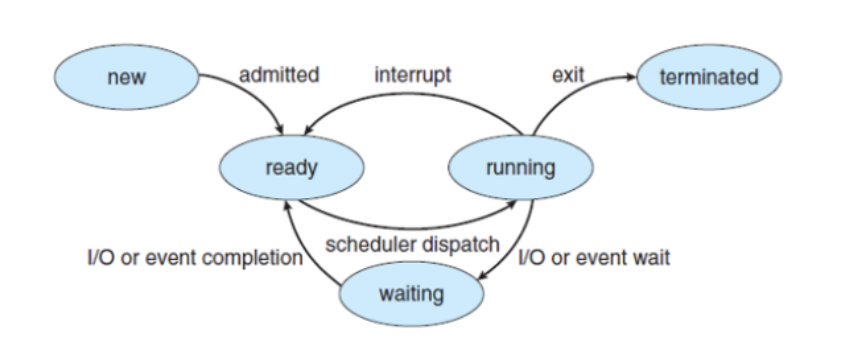 new
admitted
interrupt
exit
terminated
ready
running
scheduler dispatch
I/O or event completion
I/O or event wait
waiting